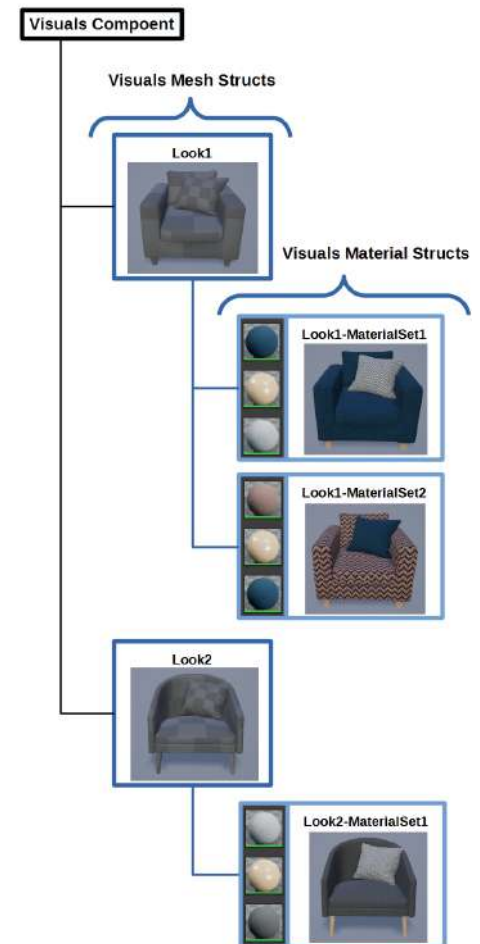 Visuals Compoent
Visuals Mesh Structs
Look1
Visuals Material Structs
Look1-MaterialSet1
Look1-MaterialSet2
Look2
Look2-MaterialSet1